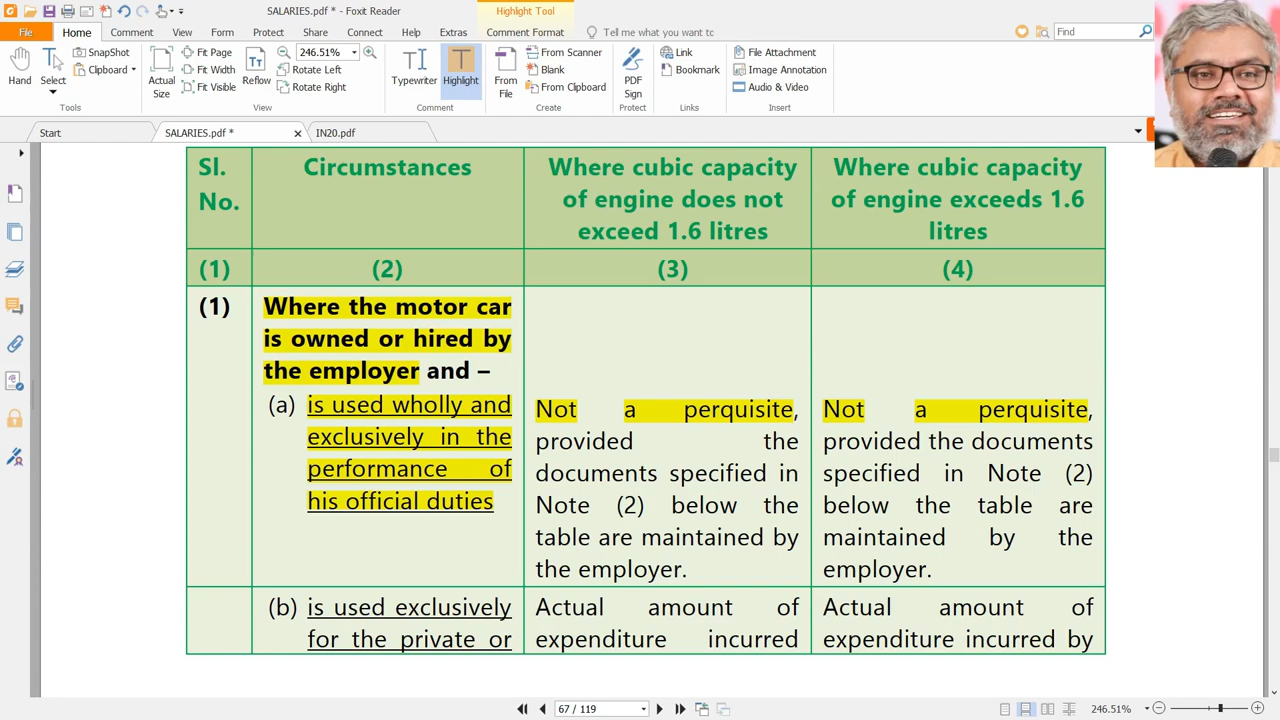 SALARIES.pdf * - Foxit Reader
Highlight Tool
File
Home
Comment
View
Form
Protect
Share
Connect
Help
Extras
Comment Format
Tell me what you want tc
Find
Hand
Select
SnapShot
Clipboard
Tools
Actual
Size
Fit Page
Fit Width
Fit Visible
Reflow
246.51%
Rotate Left
Rotate Right
View
Typewriter
Highlight
Comment
From
File
From Scanner
Blank
From Clipboard
Create
PDF
Sign
Protect
Link
Bookmark
Links
File Attachment
Image Annotation
Audio & Video
Insert
Start
SALARIES.pdf *
IN20.pdf
Sl.
No.
Circumstances
Where cubic capacity
of engine does not
exceed 1.6 litres
Where cubic capacity
of engine exceeds 1.6
litres
(1)
(2)
(3)
(4)
(1)
Where the motor car
is owned or hired by
the employer and –
(a) is used wholly and
exclusively in the
performance of
his official duties
Not a perquisite,
provided the
documents specified in
Note (2) below the
table are maintained by
the employer.
Not a perquisite,
provided the documents
specified in Note (2)
below the table are
maintained by the
employer.
(b) is used exclusively
for the private or
Actual amount of
expenditure incurred
Actual amount of
expenditure incurred by
67 / 119
246.51%